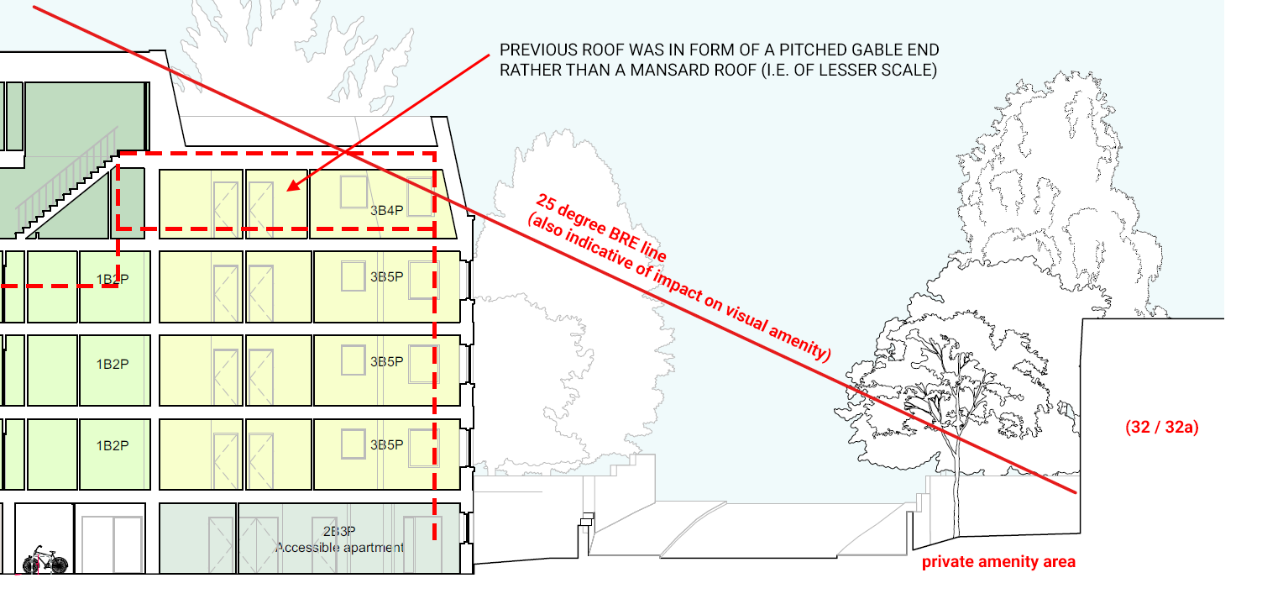 PREVIOUS ROOF WAS IN FORM OF A PITCHED GABLE END
RATHER THAN A MANSARD ROOF (I.E. OF LESSER SCALE)
3B4P
25 degree BRE line
(also indicative of impact on visual amenity)
1B2P
3B5P
1B2P
3B5P
(32 / 32a)
1B2P
3B5P
2B3P
Accessible apartment
private amenity area